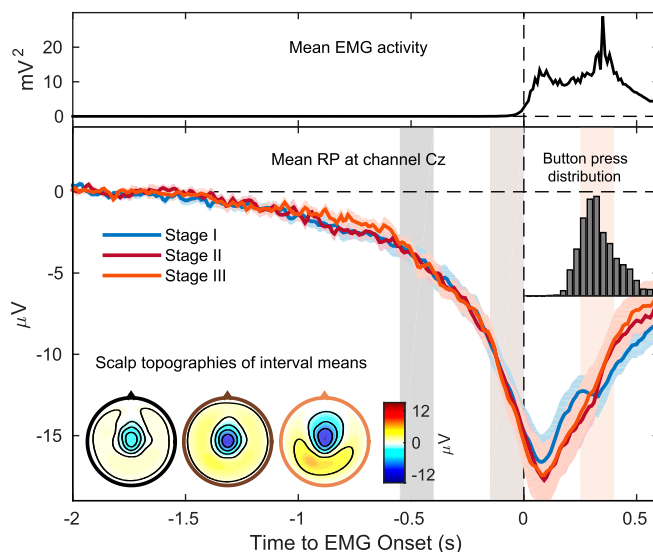 Mean EMG activity
mV2
20
10
0
Mean RP at channel Cz
Button press
distribution
0
-5
-10
-15
μV
Stage I
Stage II
Stage III
Scalp topographies of interval means
12
0
-12
μV
-2
-1.5
-1
-0.5
0
0.5
Time to EMG Onset (s)